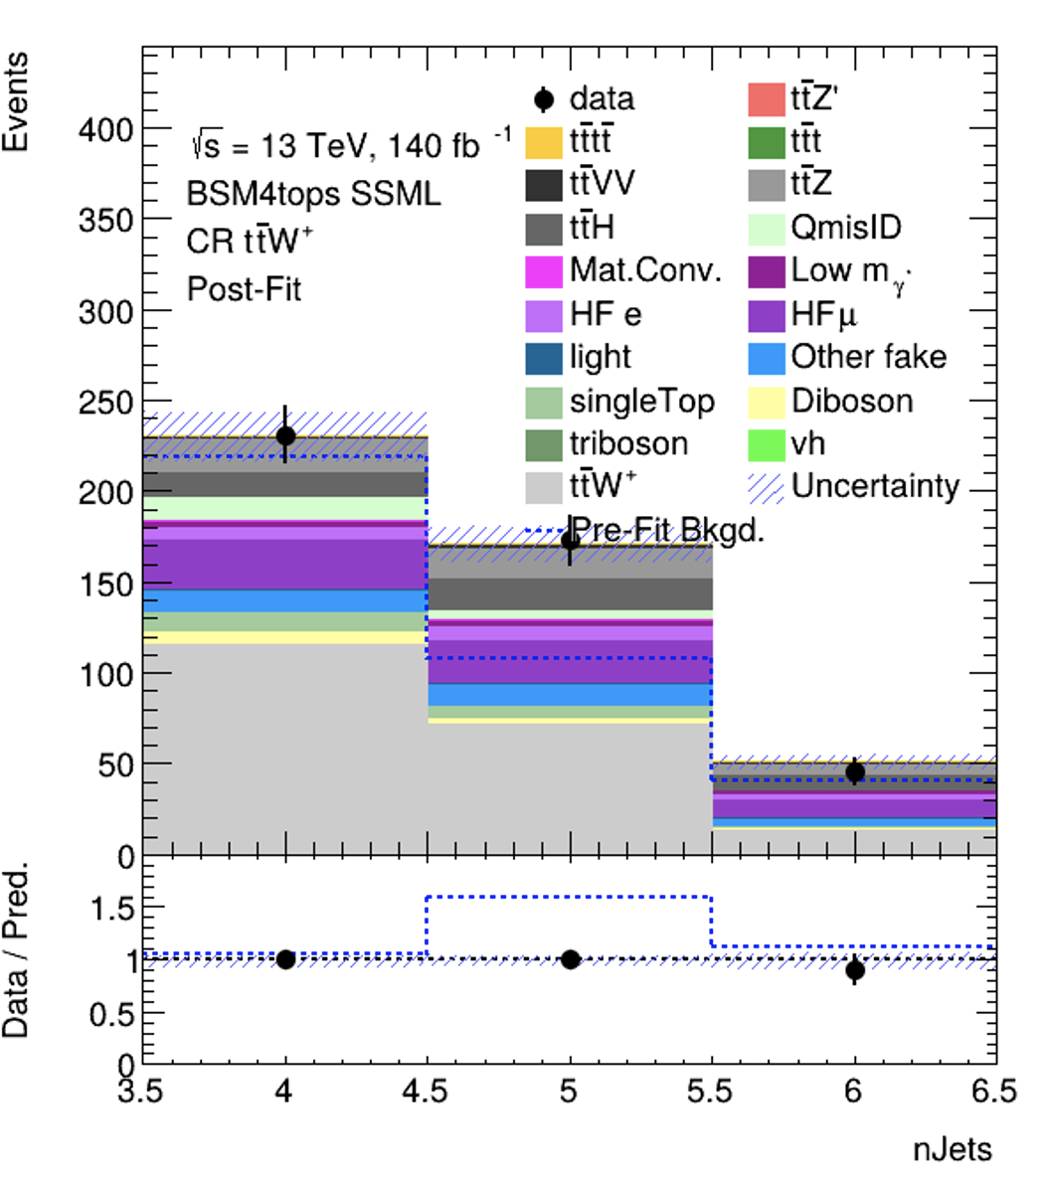 Events
400
350
300
250
200
150
100
50
0
√s = 13 TeV, 140 fb⁻¹
BSM4tops SSML
CR tt̄W⁺
Post-Fit
data
tt̄Z'
tt̄tt̄
tt̄t
tt̄VV
tt̄Z
tt̄H
QmisID
Mat.Conv.
Low m_γ*
HF e
HF μ
light
Other fake
singleTop
Diboson
triboson
vh
tt̄W⁺
Uncertainty
Pre-Fit Bkgd.
Data / Pred.
1.5
1
0.5
0
3.5 4 4.5 5 5.5 6 6.5
nJets